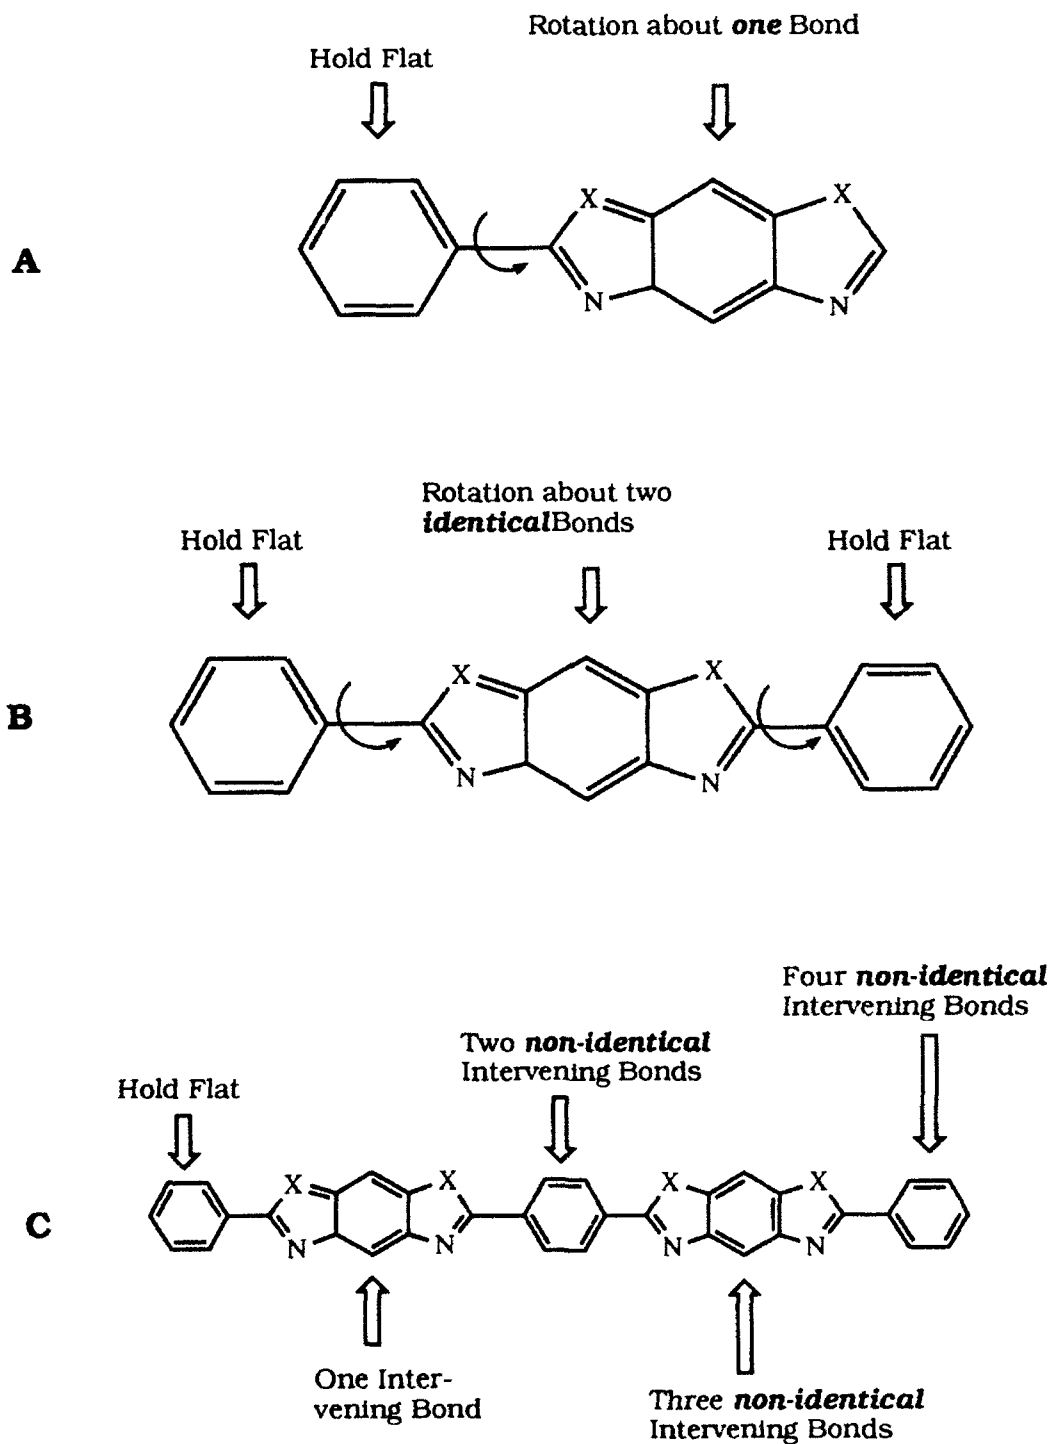 Rotation about one Bond
Hold Flat
A
X
X
N
N
Rotation about two
identicalBonds
Hold Flat
Hold Flat
B
X
X
N
N
Four non-identical
Intervening Bonds
Two non-identical
Intervening Bonds
Hold Flat
C
X
X
X
X
N
N
N
N
One Inter-
vening Bond
Three non-identical
Intervening Bonds